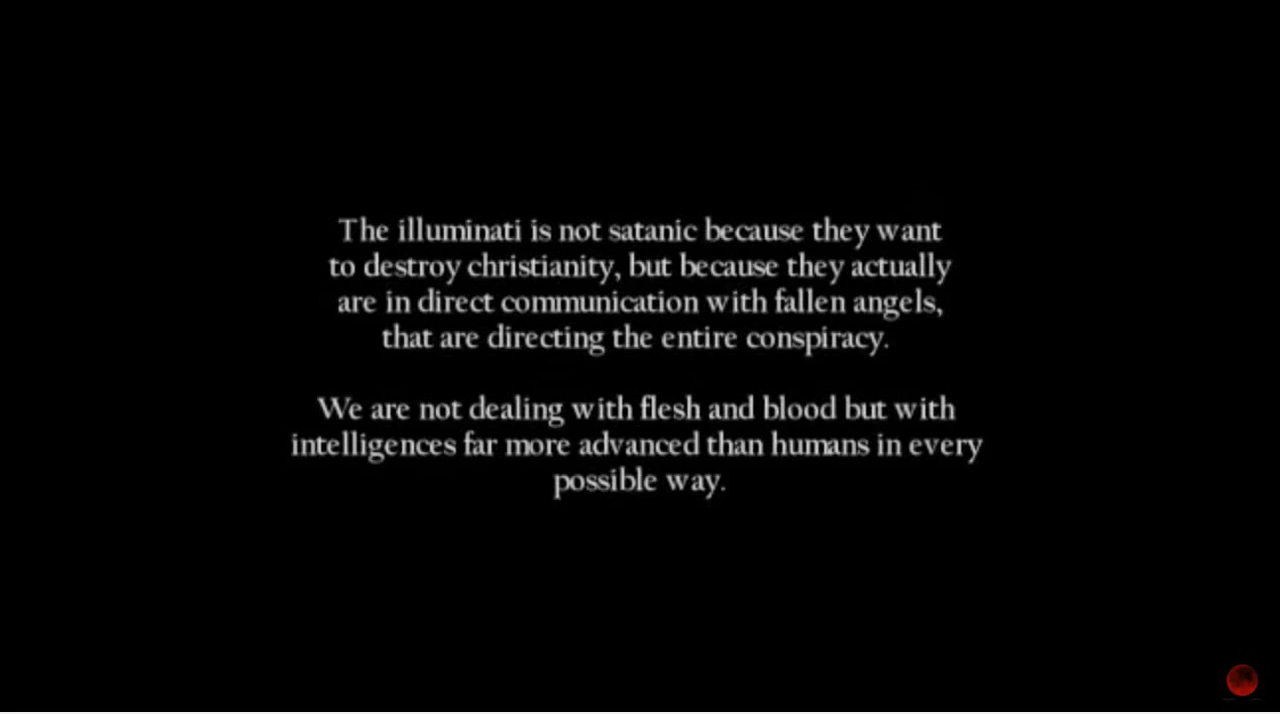 The illuminati is not satanic because they want
to destroy christianity, but because they actually
are in direct communication with fallen angels,
that are directing the entire conspiracy.
We are not dealing with flesh and blood but with
intelligences far more advanced than humans in every
possible way.